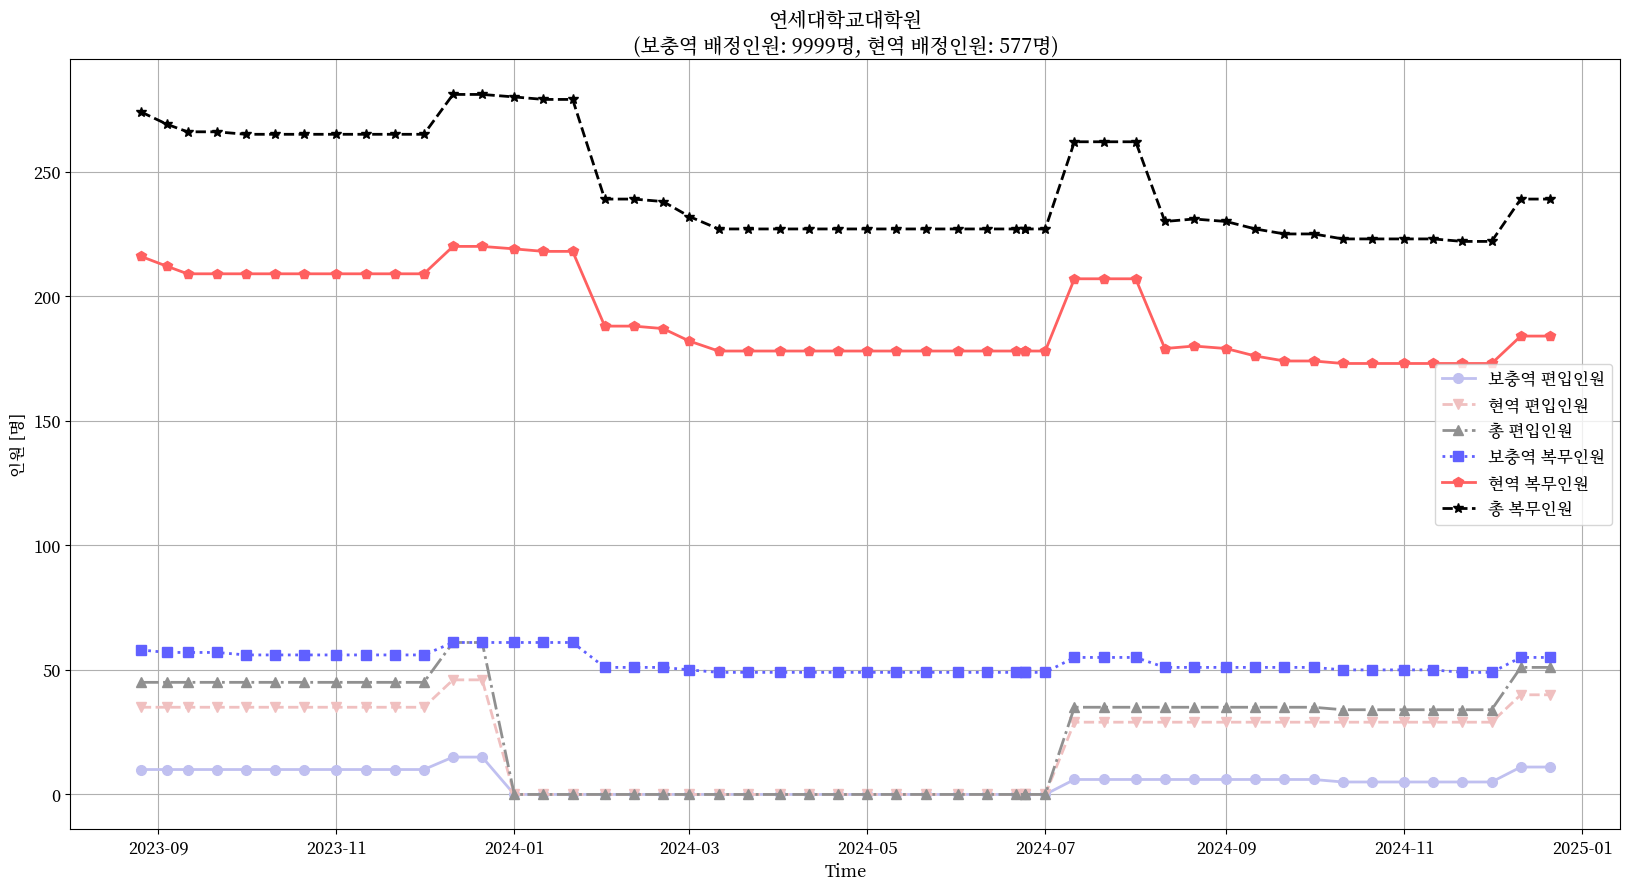 연세대학교대학원
(보충역 배정인원: 9999명, 현역 배정인원: 577명)
인원 [명]
250
200
150
100
50
0
보충역 편입인원
현역 편입인원
총 편입인원
보충역 복무인원
현역 복무인원
총 복무인원
2023-09
2023-11
2024-01
2024-03
2024-05
2024-07
2024-09
2024-11
2025-01
Time